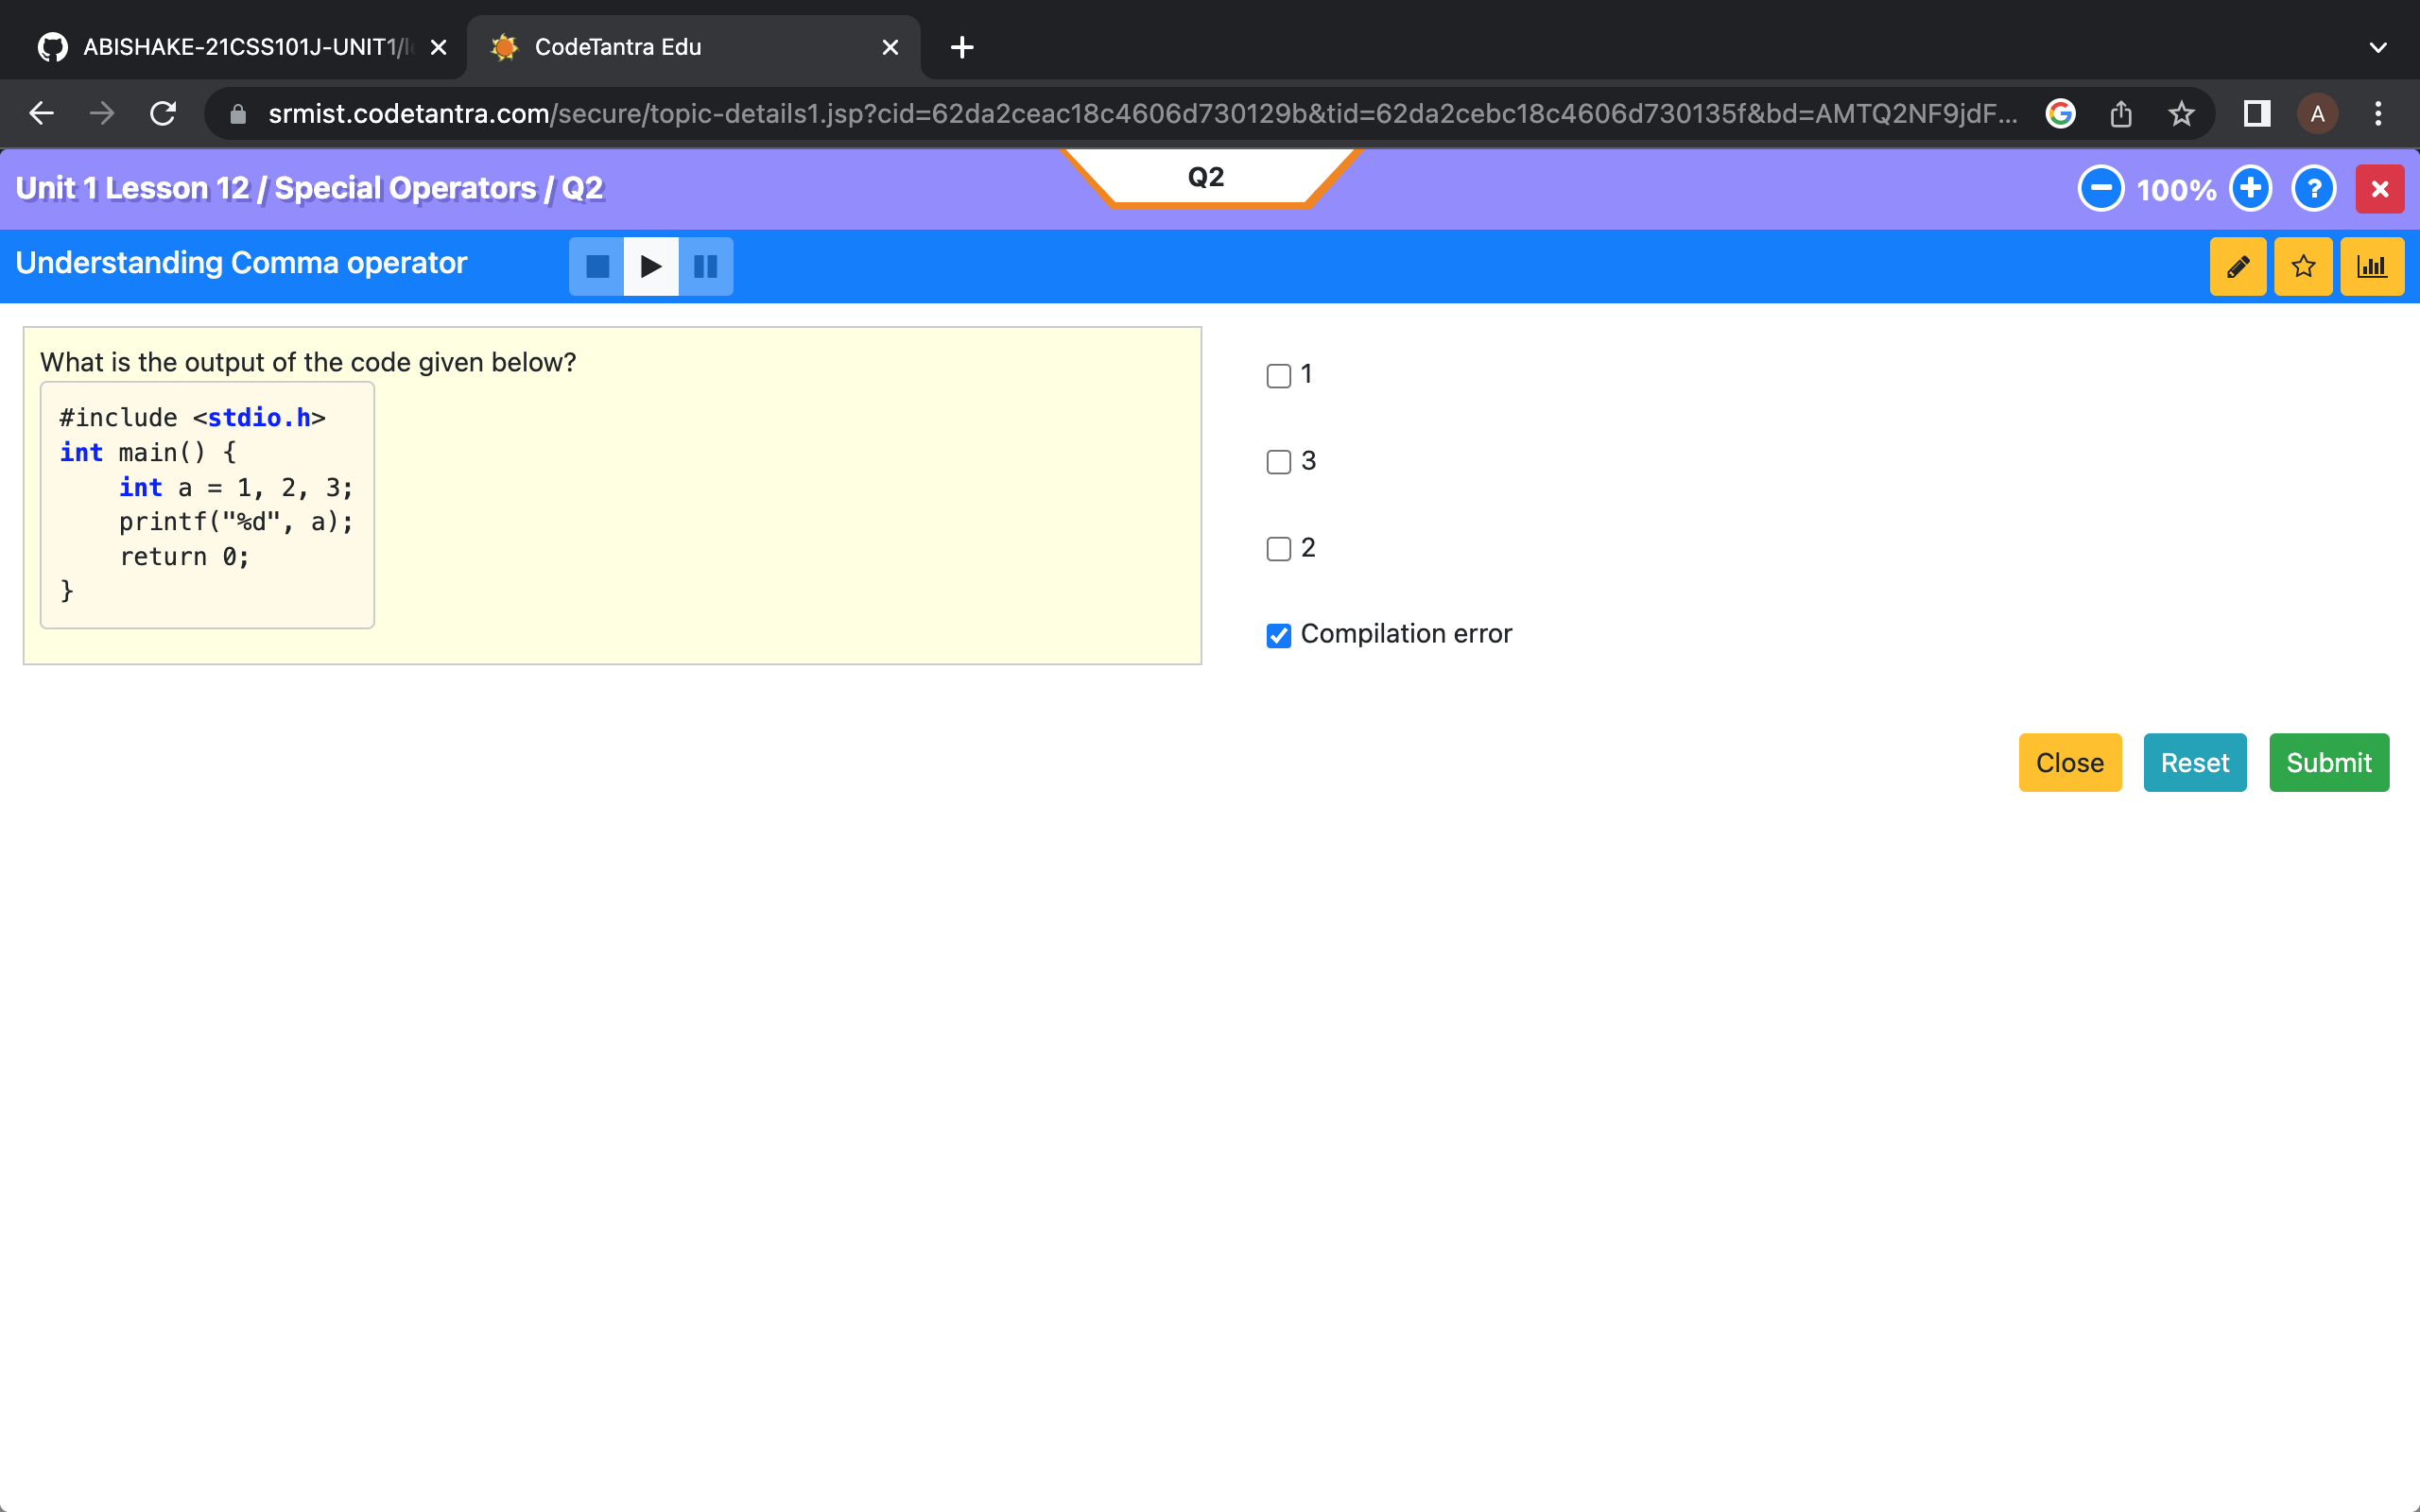 ABISHAKE-21CSS101J-UNIT1/l
CodeTantra Edu
srmist.codetantra.com/secure/topic-details1.jsp?cid=62da2ceac18c4606d730129b&tid=62da2cebc18c4606d730135f&bd=AMTQ2NF9jdF...
A
Unit 1 Lesson 12 / Special Operators / Q2
Q2
100%
?
Understanding Comma operator
What is the output of the code given below?
#include <stdio.h>
int main() {
    int a = 1, 2, 3;
    printf("%d", a);
    return 0;
}
1
3
2
Compilation error
Close
Reset
Submit